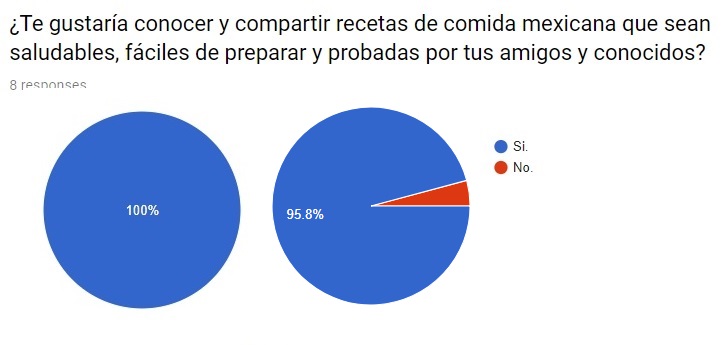 ¿Te gustaría conocer y compartir recetas de comida mexicana que sean
saludables, fáciles de preparar y probadas por tus amigos y conocidos?
8 responses
100%
95.8%
Si.
No.